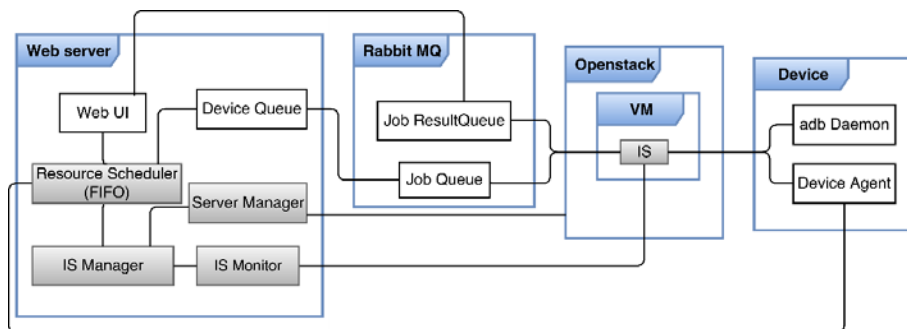 Web server
Web UI
Device Queue
Resource Scheduler
(FIFO)
Server Manager
IS Manager
IS Monitor
Rabbit MQ
Job ResultQueue
Job Queue
Openstack
VM
IS
Device
adb Daemon
Device Agent